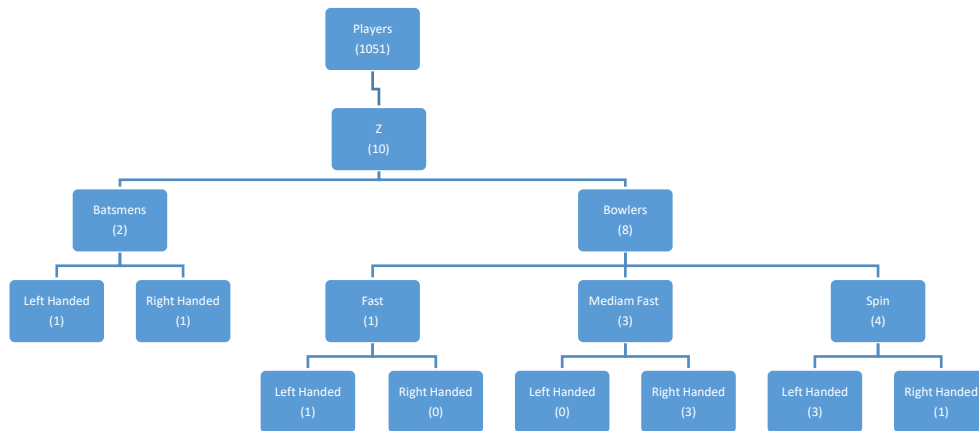 Players
(1051)
Z
(10)
Batsmens
(2)
Bowlers
(8)
Left Handed
(1)
Right Handed
(1)
Fast
(1)
Mediam Fast
(3)
Spin
(4)
Left Handed
(1)
Right Handed
(0)
Left Handed
(0)
Right Handed
(3)
Left Handed
(3)
Right Handed
(1)